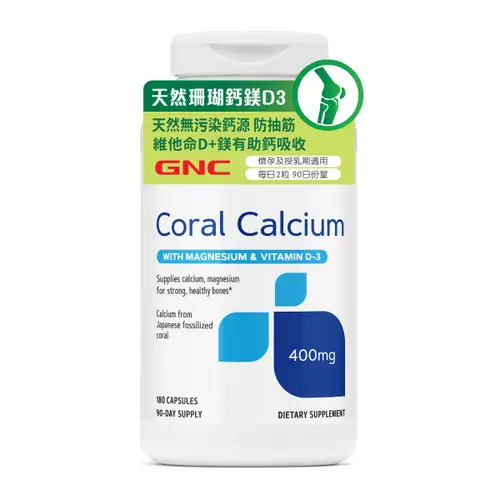 天然珊瑚鈣鎂D3
天然無污染鈣源 防抽筋
維他命D+鎂有助鈣吸收
GNC
懷孕及授乳期適用
每日2粒 90日份量
Coral Calcium
WITH MAGNESIUM & VITAMIN D-3
Supplies calcium, magnesium
for strong, healthy bones*
Calcium from
Japanese fossilized
coral
400mg
180 CAPSULES
90-DAY SUPPLY
DIETARY SUPPLEMENT